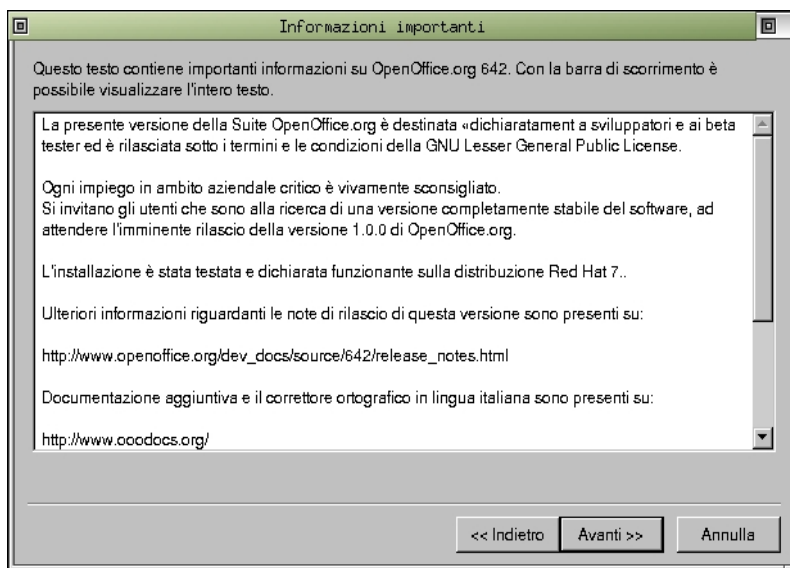 Informazioni importanti
Questo testo contiene importanti informazioni su OpenOffice.org 642. Con la barra di scorrimento è
possibile visualizzare l'intero testo.
La presente versione della Suite OpenOffice.org è destinata «dichiaratament a sviluppatori e ai beta
tester ed è rilasciata sotto i termini e le condizioni della GNU Lesser General Public License.
Ogni impiego in ambito aziendale critico è vivamente sconsigliato.
Si invitano gli utenti che sono alla ricerca di una versione completamente stabile del software, ad
attendere l'imminente rilascio della versione 1.0.0 di OpenOffice.org.
L'installazione è stata testata e dichiarata funzionante sulla distribuzione Red Hat 7..
Ulteriori informazioni riguardanti le note di rilascio di questa versione sono presenti su:
http://www.openoffice.org/dev_docs/source/642/release_notes.html
Documentazione aggiuntiva e il correttore ortografico in lingua italiana sono presenti su:
http://www.ooodocs.org/
<< Indietro
Avanti >>
Annulla